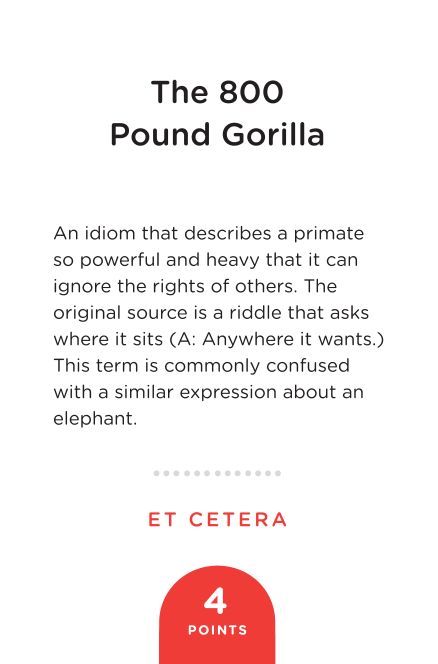 The 800
Pound Gorilla
An idiom that describes a primate
so powerful and heavy that it can
ignore the rights of others. The
original source is a riddle that asks
where it sits (A: Anywhere it wants.)
This term is commonly confused
with a similar expression about an
elephant.
ET CETERA
4
POINTS